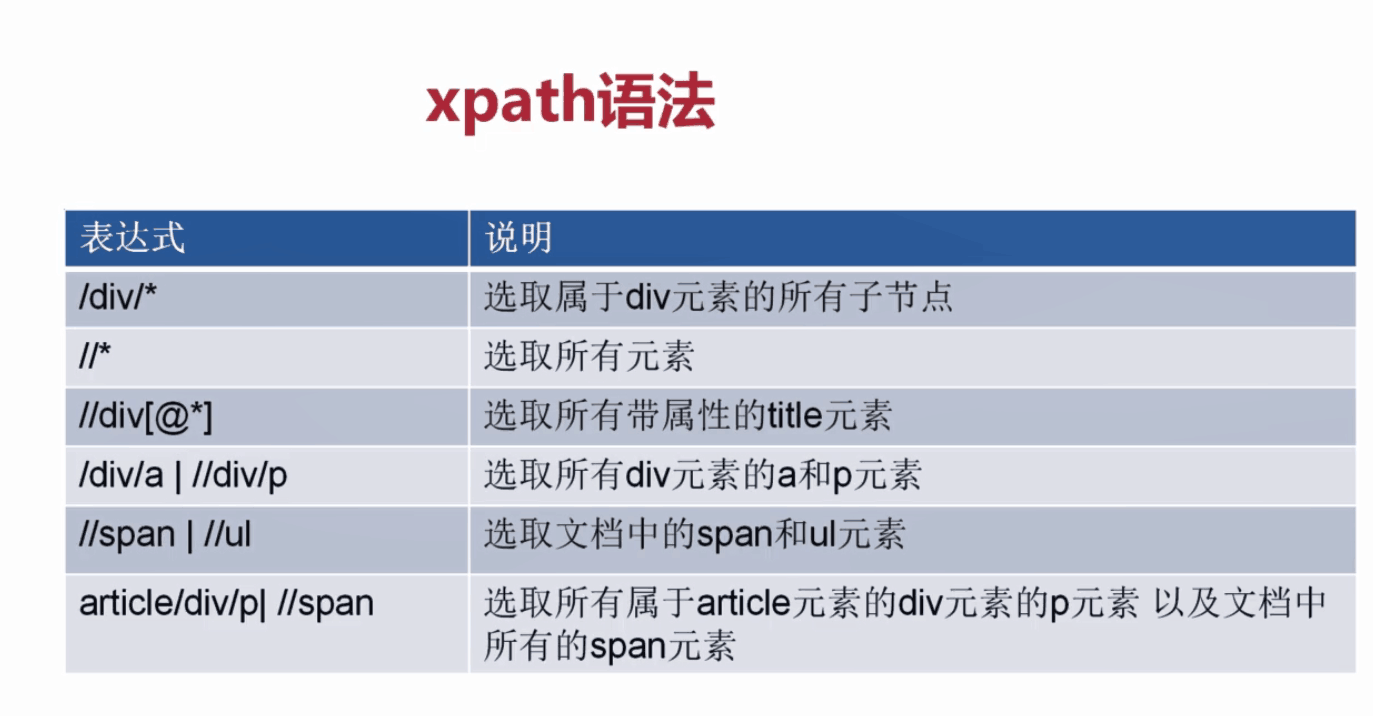 xpath语法
表达式 说明
/div/* 选取属于div元素的所有子节点
//* 选取所有元素
//div[@*] 选取所有带属性的title元素
/div/a | //div/p 选取所有div元素的a和p元素
//span | //ul 选取文档中的span和ul元素
article/div/p| //span 选取所有属于article元素的div元素的p元素 以及文档中
所有的span元素